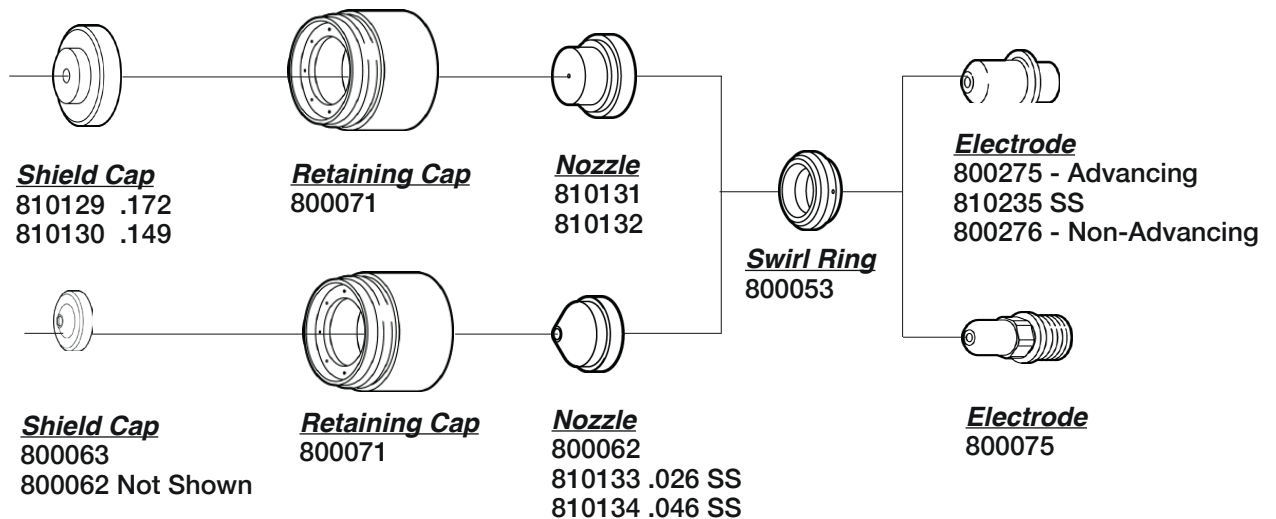 Shield Cap
810129 .172
810130 .149
Retaining Cap
800071
Nozzle
810131
810132
Swirl Ring
800053
Electrode
800275 - Advancing
810235 SS
800276 - Non-Advancing
Shield Cap
800063
800062 Not Shown
Retaining Cap
800071
Nozzle
800062
810133 .026 SS
810134 .046 SS
Electrode
800075